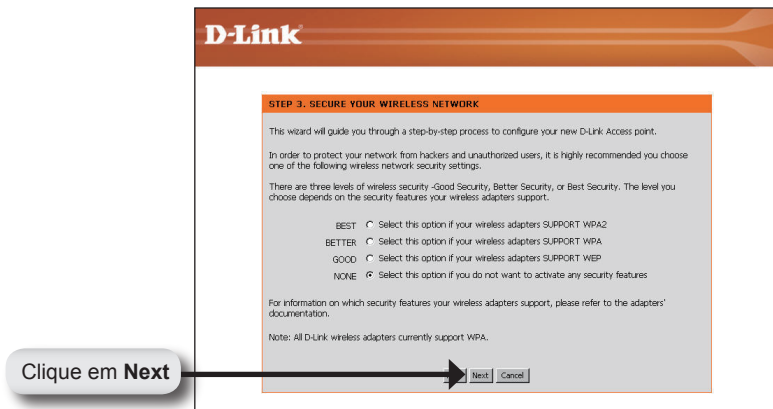 D-Link
STEP 3. SECURE YOUR WIRELESS NETWORK
This wizard will guide you through a step-by-step process to configure your new D-Link Access point.
In order to protect your network from hackers and unauthorized users, it is highly recommended you choose
one of the following wireless network security settings.
There are three levels of wireless security -Good Security, Better Security, or Best Security. The level you
choose depends on the security features your wireless adapters support.
BEST Select this option if your wireless adapters SUPPORT WPA2
BETTER Select this option if your wireless adapters SUPPORT WPA
GOOD Select this option if your wireless adapters SUPPORT WEP
NONE Select this option if you do not want to activate any security features
For information on which security features your wireless adapters support, please refer to the adapters'
documentation.
Note: All D-Link wireless adapters currently support WPA.
Clique em Next
Next Cancel